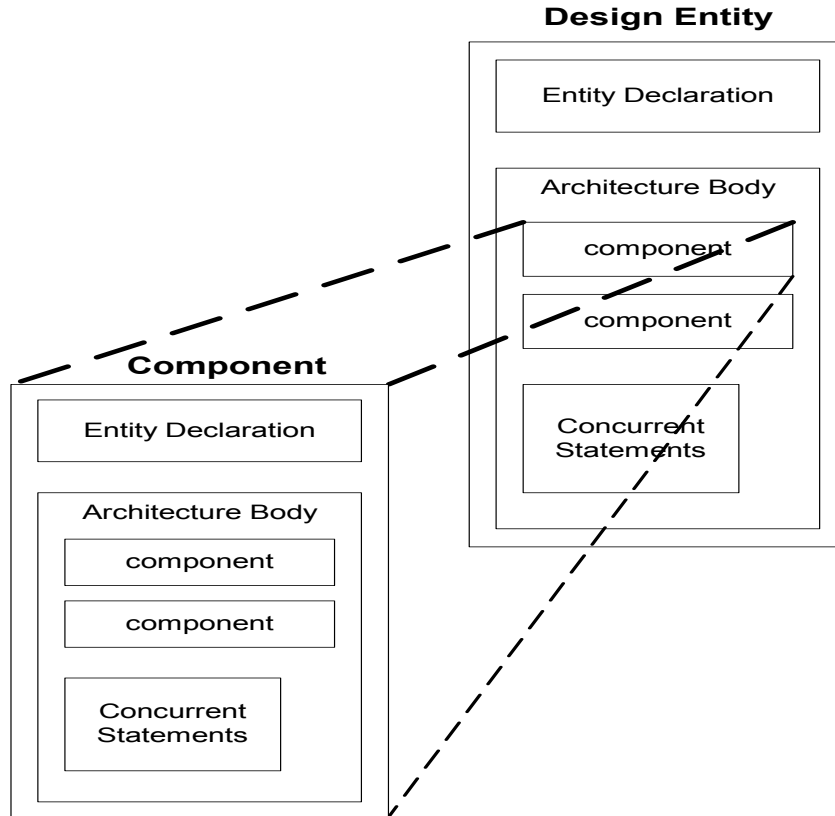 Design Entity
Entity Declaration
Architecture Body
component
component
Concurrent
Statements
Component
Entity Declaration
Architecture Body
component
component
Concurrent
Statements